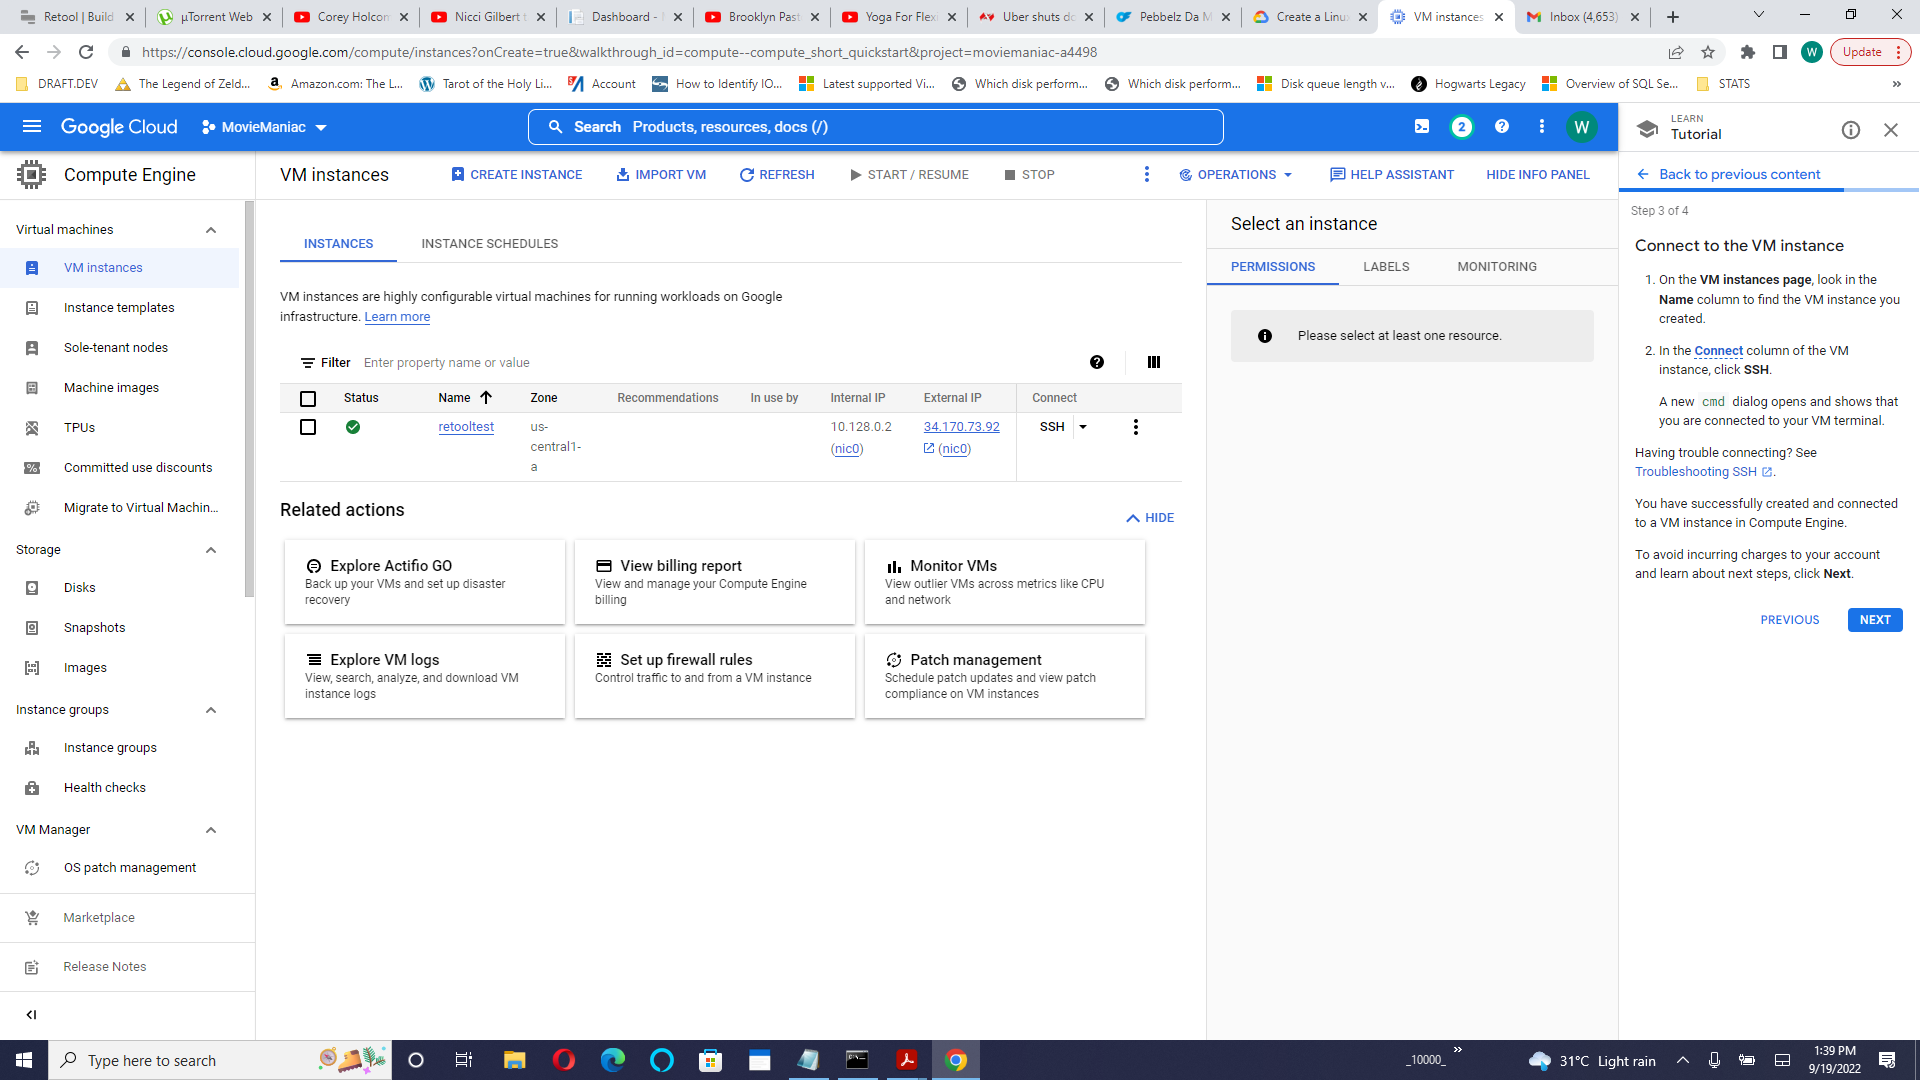 Retool | Build
µTorrent Web
Corey Holcom
Nicci Gilbert t
Dashboard -
Brooklyn Past
Yoga For Flexi
Uber shuts do
Pebbelz Da M
Create a Linux
VM instances
Inbox (4,653)
https://console.cloud.google.com/compute/instances?onCreate=true&walkthrough_id=compute--compute_short_quickstart&project=moviemaniac-a4498
W
Update
DRAFT.DEV
The Legend of Zeld...
Amazon.com: The L...
Tarot of the Holy Li...
Account
How to Identify IO...
Latest supported Vi...
Which disk perform...
Which disk perform...
Disk queue length v...
Hogwarts Legacy
Overview of SQL Se...
STATS
»
Google Cloud
MovieManiac
Search Products, resources, docs (/)
2
W
LEARN
Tutorial
Compute Engine
VM instances
CREATE INSTANCE
IMPORT VM
REFRESH
START / RESUME
STOP
OPERATIONS
HELP ASSISTANT
HIDE INFO PANEL
Back to previous content
Virtual machines
VM instances
Instance templates
Sole-tenant nodes
Machine images
TPUs
Committed use discounts
Migrate to Virtual Machin...
Storage
Disks
Snapshots
Images
Instance groups
Instance groups
Health checks
VM Manager
OS patch management
Marketplace
Release Notes
INSTANCES
INSTANCE SCHEDULES
VM instances are highly configurable virtual machines for running workloads on Google
infrastructure. Learn more
Filter Enter property name or value
Status
Name
Zone
Recommendations
In use by
Internal IP
External IP
Connect
retooltest
us-
central1-
a
10.128.0.2
(nic0)
34.170.73.92
(nic0)
SSH
Related actions
HIDE
Explore Actifio GO
Back up your VMs and set up disaster
recovery
View billing report
View and manage your Compute Engine
billing
Monitor VMs
View outlier VMs across metrics like CPU
and network
Explore VM logs
View, search, analyze, and download VM
instance logs
Set up firewall rules
Control traffic to and from a VM instance
Patch management
Schedule patch updates and view patch
compliance on VM instances
Select an instance
PERMISSIONS
LABELS
MONITORING
Please select at least one resource.
Step 3 of 4
Connect to the VM instance
1. On the VM instances page, look in the
Name column to find the VM instance you
created.
2. In the Connect column of the VM
instance, click SSH.
A new cmd dialog opens and shows that
you are connected to your VM terminal.
Having trouble connecting? See
Troubleshooting SSH .
You have successfully created and connected
to a VM instance in Compute Engine.
To avoid incurring charges to your account
and learn about next steps, click Next.
PREVIOUS
NEXT
Type here to search
_10000_
»
31°C Light rain
1:39 PM
9/19/2022